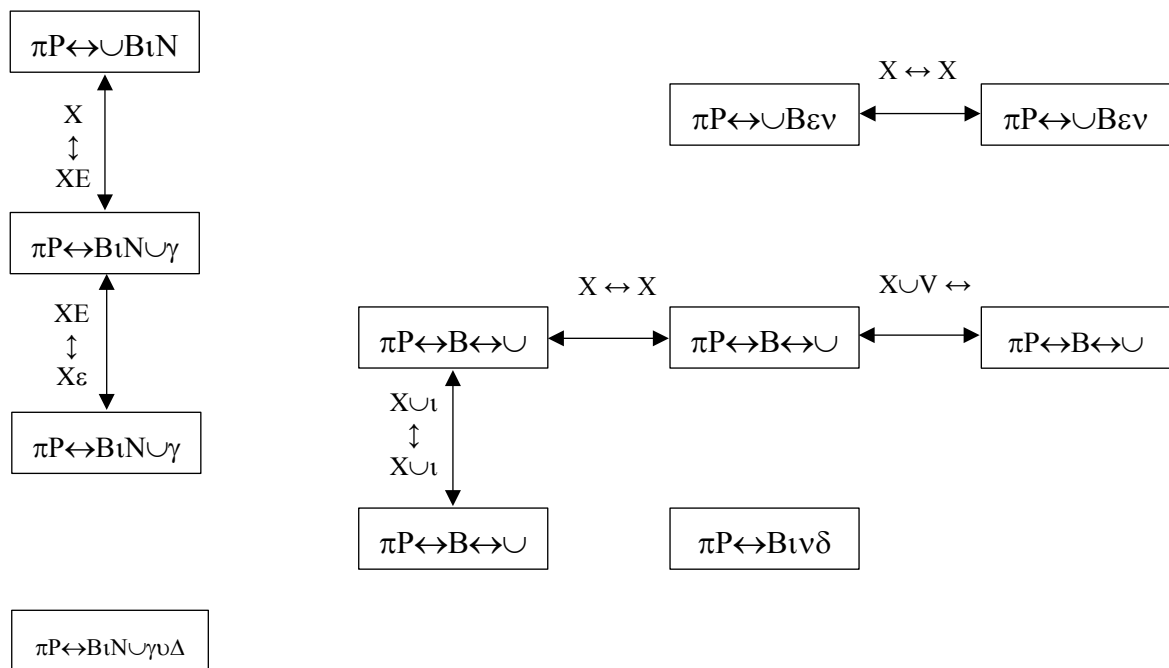 πP↔∪BιN
X ↔ X
X
↕
XE
πP↔∪Bεν
πP↔∪Bεν
πP↔BιN∪γ
X ↔ X
X∪V ↔
XE
↕
Xε
πP↔B↔∪
πP↔B↔∪
πP↔B↔∪
X∪ι
↕
X∪ι
πP↔BιN∪γ
πP↔B↔∪
πP↔Bινδ
πP↔BιN∪γυΔ